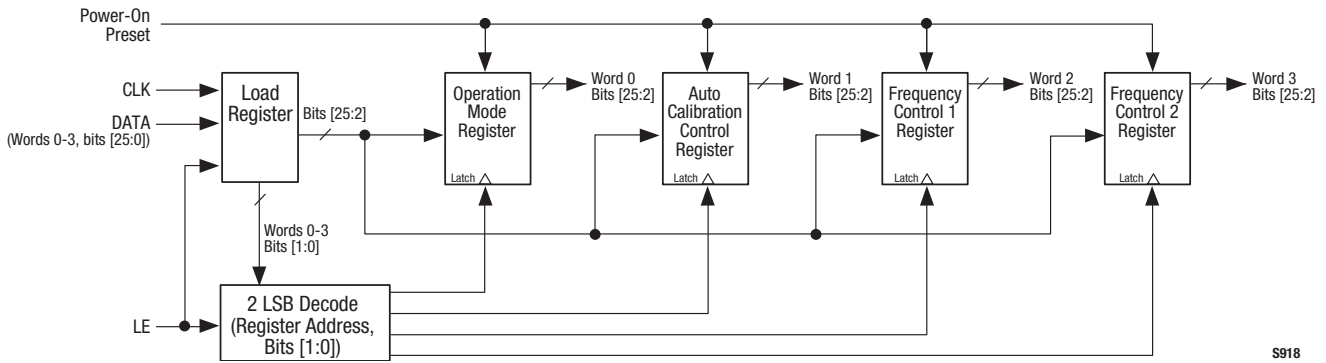 Power-On
Preset
CLK
DATA
(Words 0-3, bits [25:0])
LE
Load
Register
Bits [25:2]
Words 0-3
Bits [1:0]
2 LSB Decode
(Register Address,
Bits [1:0])
Operation
Mode
Register
Latch
Word 0
Bits [25:2]
Auto
Calibration
Control
Register
Latch
Word 1
Bits [25:2]
Frequency
Control 1
Register
Latch
Word 2
Bits [25:2]
Frequency
Control 2
Register
Latch
Word 3
Bits [25:2]
S918